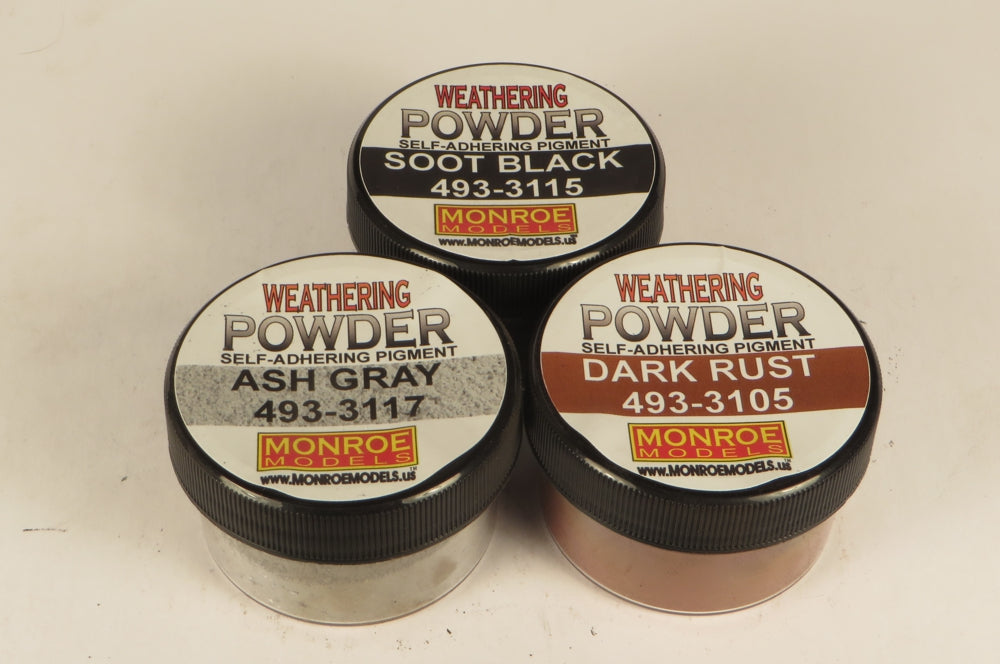 WEATHERING
POWDER
SELF-ADHERING PIGMENT
SOOT BLACK
493-3115
MONROE
MODELS
www.MONROEMODELS.us
WEATHERING
POWDER
SELF-ADHERING PIGMENT
ASH GRAY
493-3117
MONROE
MODELS
www.MONROEMODELS.us™
WEATHERING
POWDER
SELF-ADHERING PIGMENT
DARK RUST
493-3105
MONROE
MODELS
www.MONROEMODELS.us™